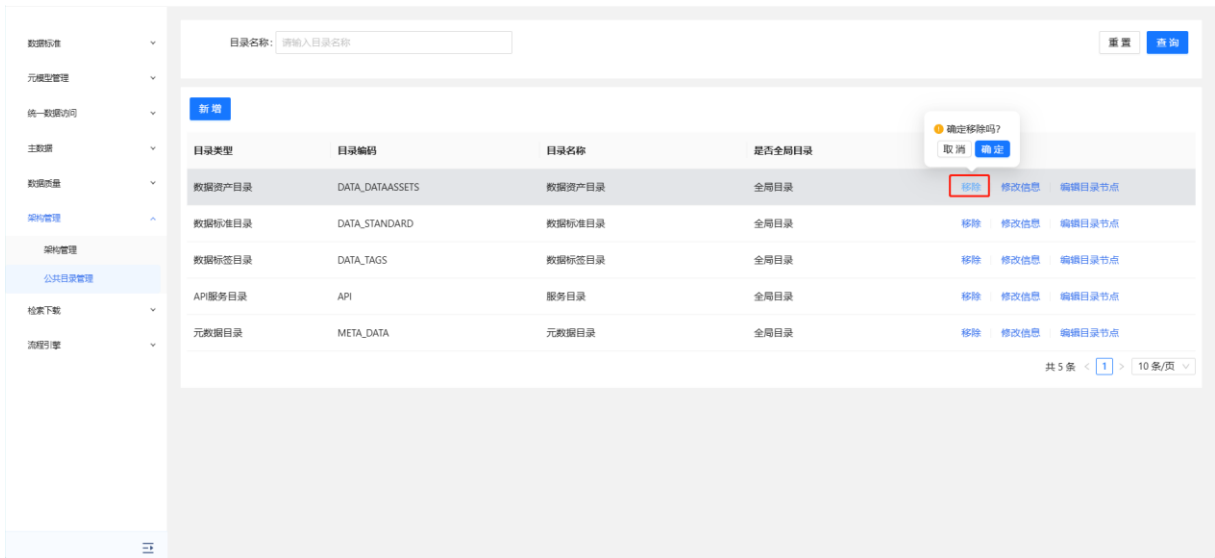 数据标准
元模型管理
统一数据访问
主数据
数据质量
架构管理
架构管理
公共目录管理
检索下载
流程引擎
目录名称: 请输入目录名称 重置 查询
新增
确定移除吗?
取消 确定
目录类型 目录编码 目录名称 是否全局目录
数据资产目录 DATA_DATAASSETS 数据资产目录 全局目录 移除 修改信息 编辑目录节点
数据标准目录 DATA_STANDARD 数据标准目录 全局目录 移除 修改信息 编辑目录节点
数据标签目录 DATA_TAGS 数据标签目录 全局目录 移除 修改信息 编辑目录节点
API服务目录 API 服务目录 全局目录 移除 修改信息 编辑目录节点
元数据目录 META_DATA 元数据目录 全局目录 移除 修改信息 编辑目录节点
共 5 条 < 1 > 10 条/页